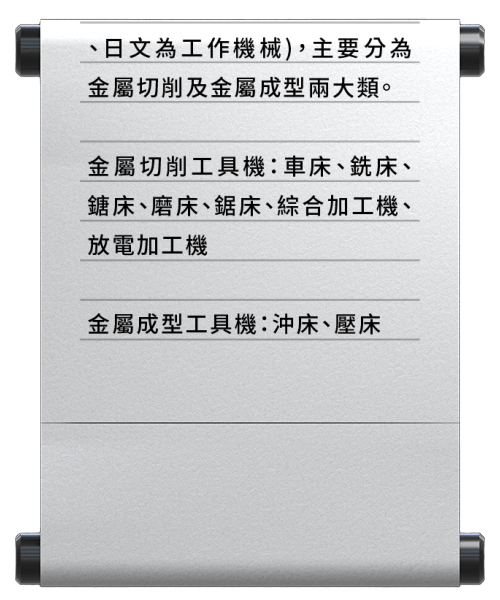 、日文為工作機械)，主要分為
金屬切削及金屬成型兩大類。
金屬切削工具機：車床、銑床、
鏜床、磨床、鋸床、綜合加工機、
放電加工機
金屬成型工具機：沖床、壓床